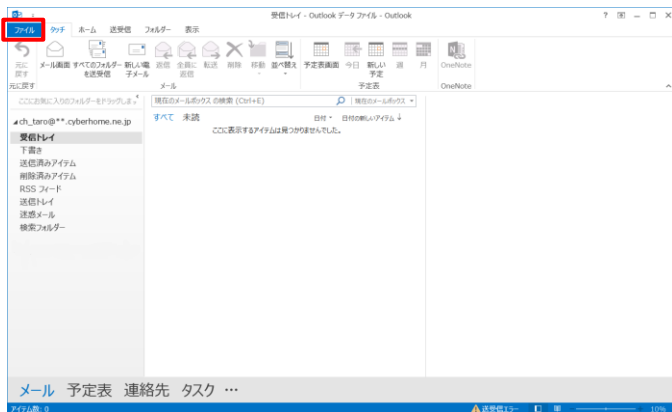 受信トレイ - Outlook データ ファイル - Outlook
ファイル タッチ ホーム 送受信 フォルダー 表示
元に戻す メール画面 すべてのフォルダーを送受信 新しい電子メール 返信 全員に返信 転送 削除 移動 並べ替え 予定表画面 今日 新しい予定 週 月 OneNote
元に戻す メール 予定表 OneNote
ここにお気に入りのフォルダーをドラッグします
現在のメールボックス の検索 (Ctrl+E) 現在のメールボックス
すべて 未読 日付 日付の新しいアイテム↓
ここに表示するアイテムは見つかりませんでした。
ch_taro@**.cyberhome.ne.jp
受信トレイ
下書き
送信済みアイテム
削除済みアイテム
RSS フィード
送信トレイ
迷惑メール
検索フォルダー
メール 予定表 連絡先 タスク …
アイテム数: 0 送受信エラー 10%